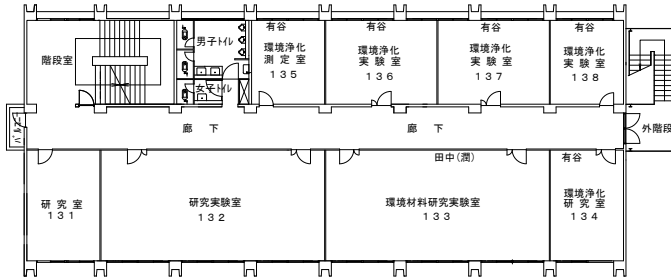 階段室
男子トイレ
女子トイレ
有谷
環境浄化
測 定 室
１３５
有谷
環境浄化
実 験 室
１３６
有谷
環境浄化
実 験 室
１３７
有谷
環境浄化
実 験 室
１３８
廊 下
廊 下
外階段
研 究 室
１３１
研究実験室
１３２
田中(潤)
環境材料研究実験室
１３３
有谷
環境浄化
研 究 室
１３４